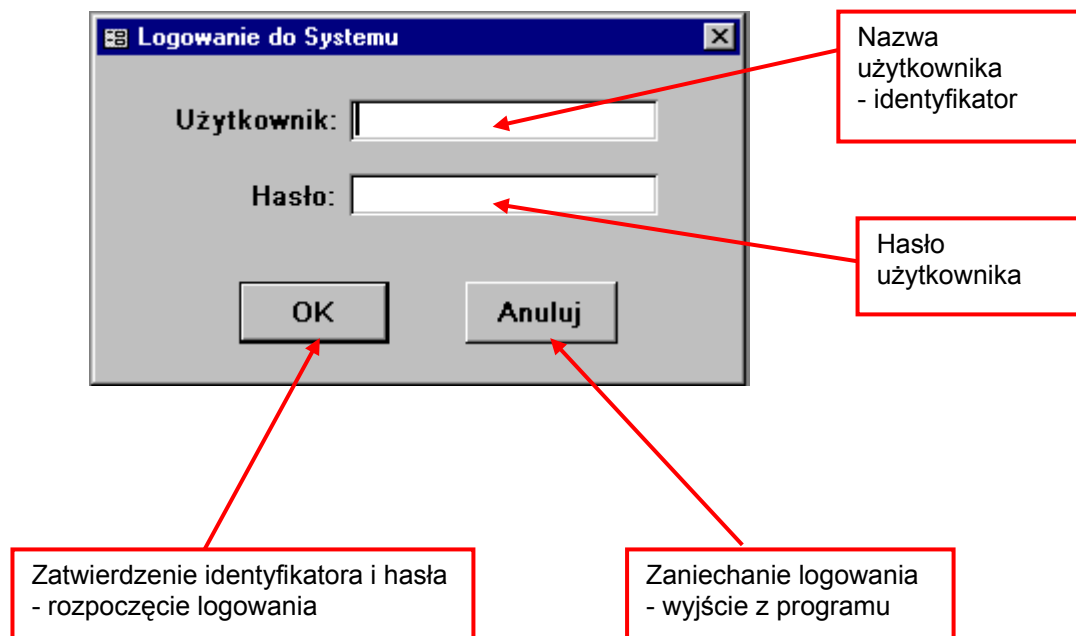 Logowanie do Systemu
Nazwa
użytkownika
- identyfikator
Użytkownik:
Hasło:
Hasło
użytkownika
OK
Anuluj
Zatwierdzenie identyfikatora i hasła
- rozpoczęcie logowania
Zaniechanie logowania
- wyjście z programu